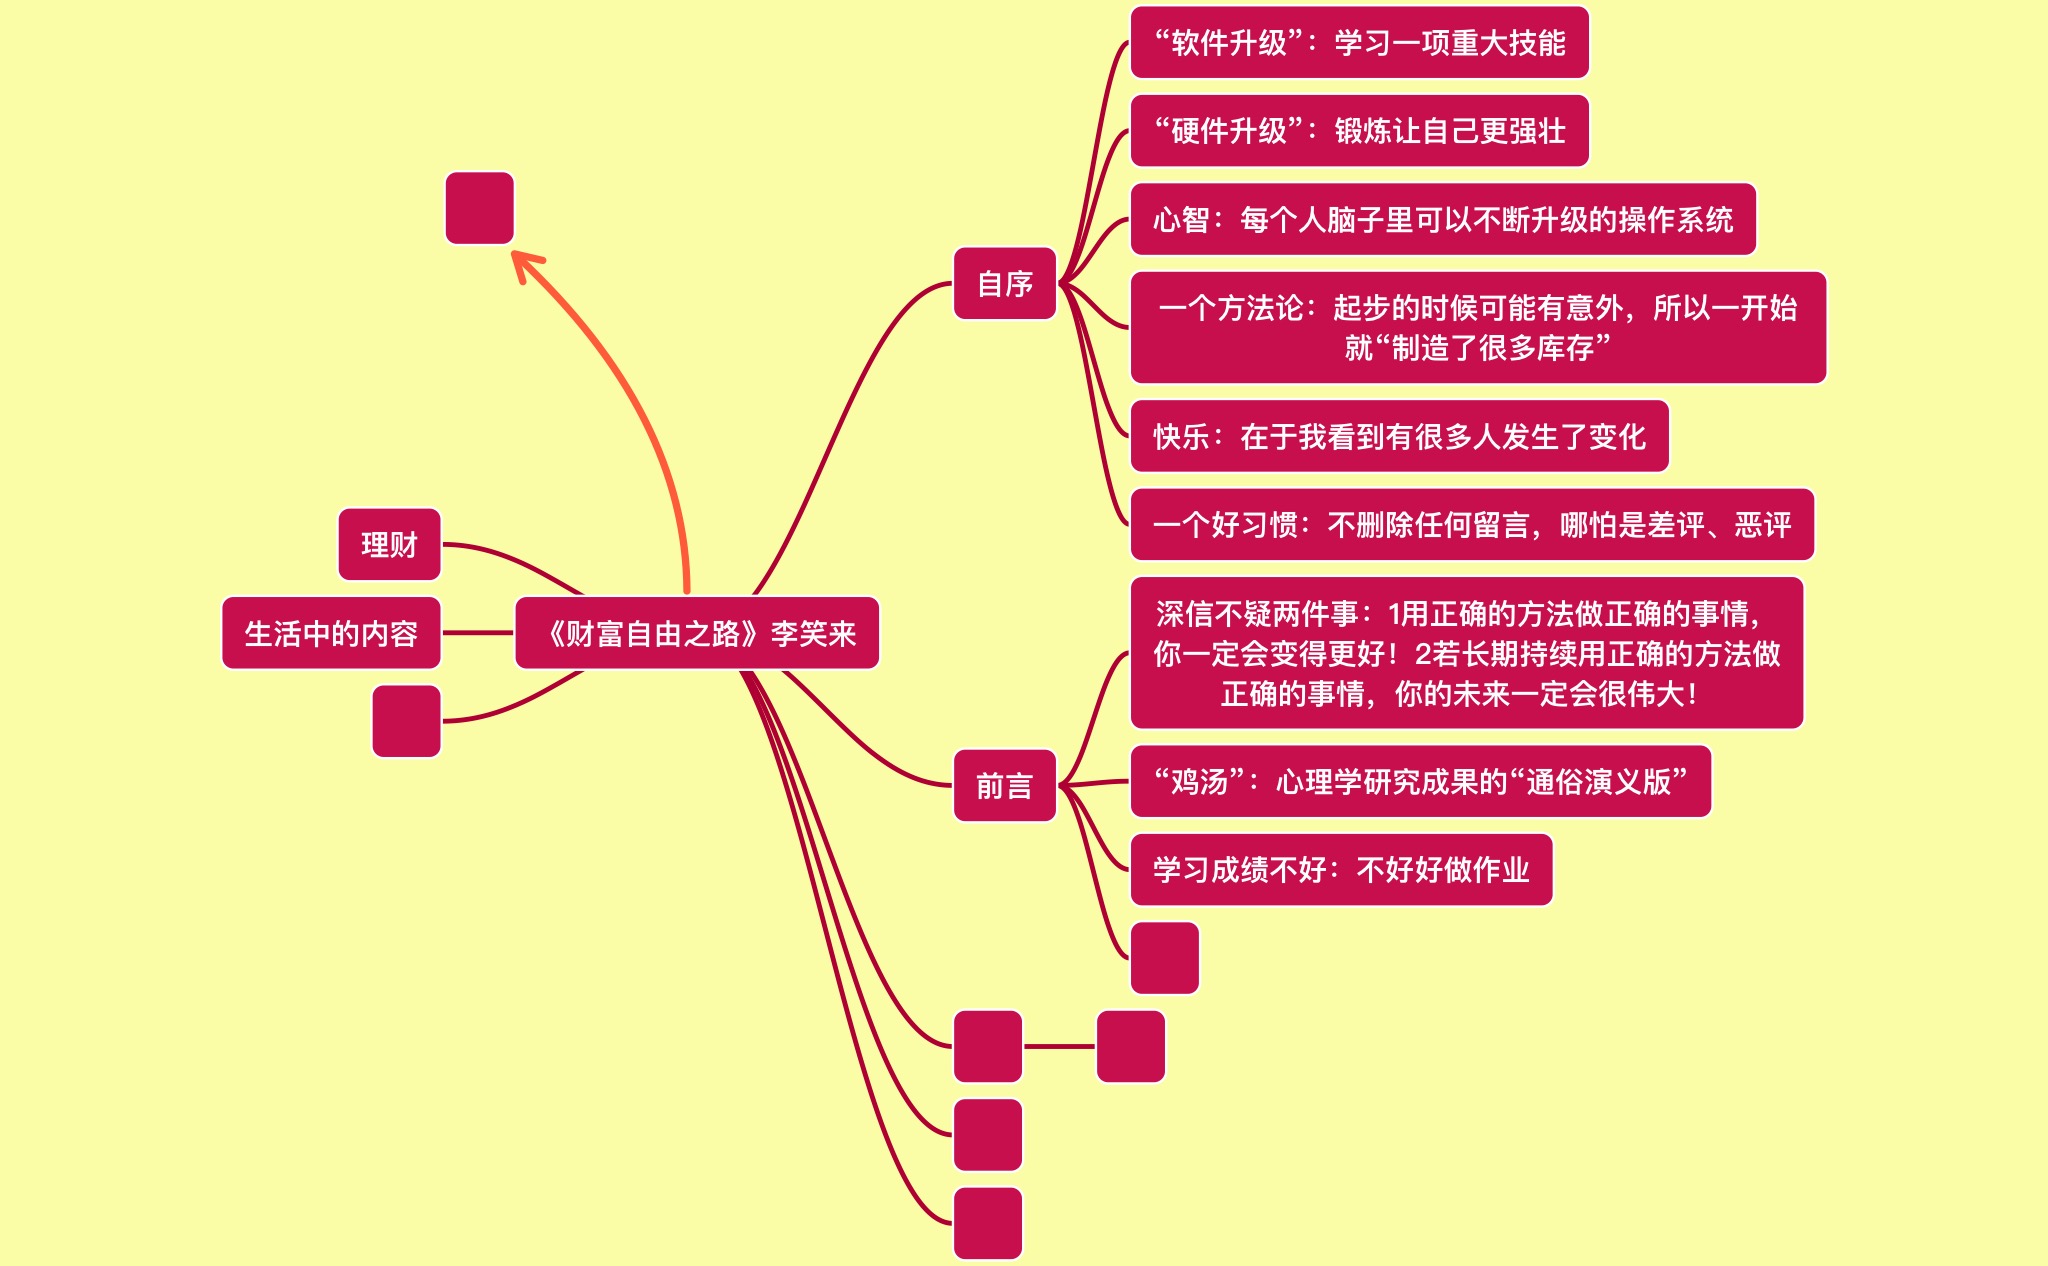 “软件升级”：学习一项重大技能
“硬件升级”：锻炼让自己更强壮
心智：每个人脑子里可以不断升级的操作系统
自序
一个方法论：起步的时候可能有意外，所以一开始
就“制造了很多库存”
快乐：在于我看到有很多人发生了变化
一个好习惯：不删除任何留言，哪怕是差评、恶评
理财
生活中的内容
《财富自由之路》李笑来
深信不疑两件事：1用正确的方法做正确的事情，
你一定会变得更好！2若长期持续用正确的方法做
正确的事情，你的未来一定会很伟大！
前言
“鸡汤”：心理学研究成果的“通俗演义版”
学习成绩不好：不好好做作业